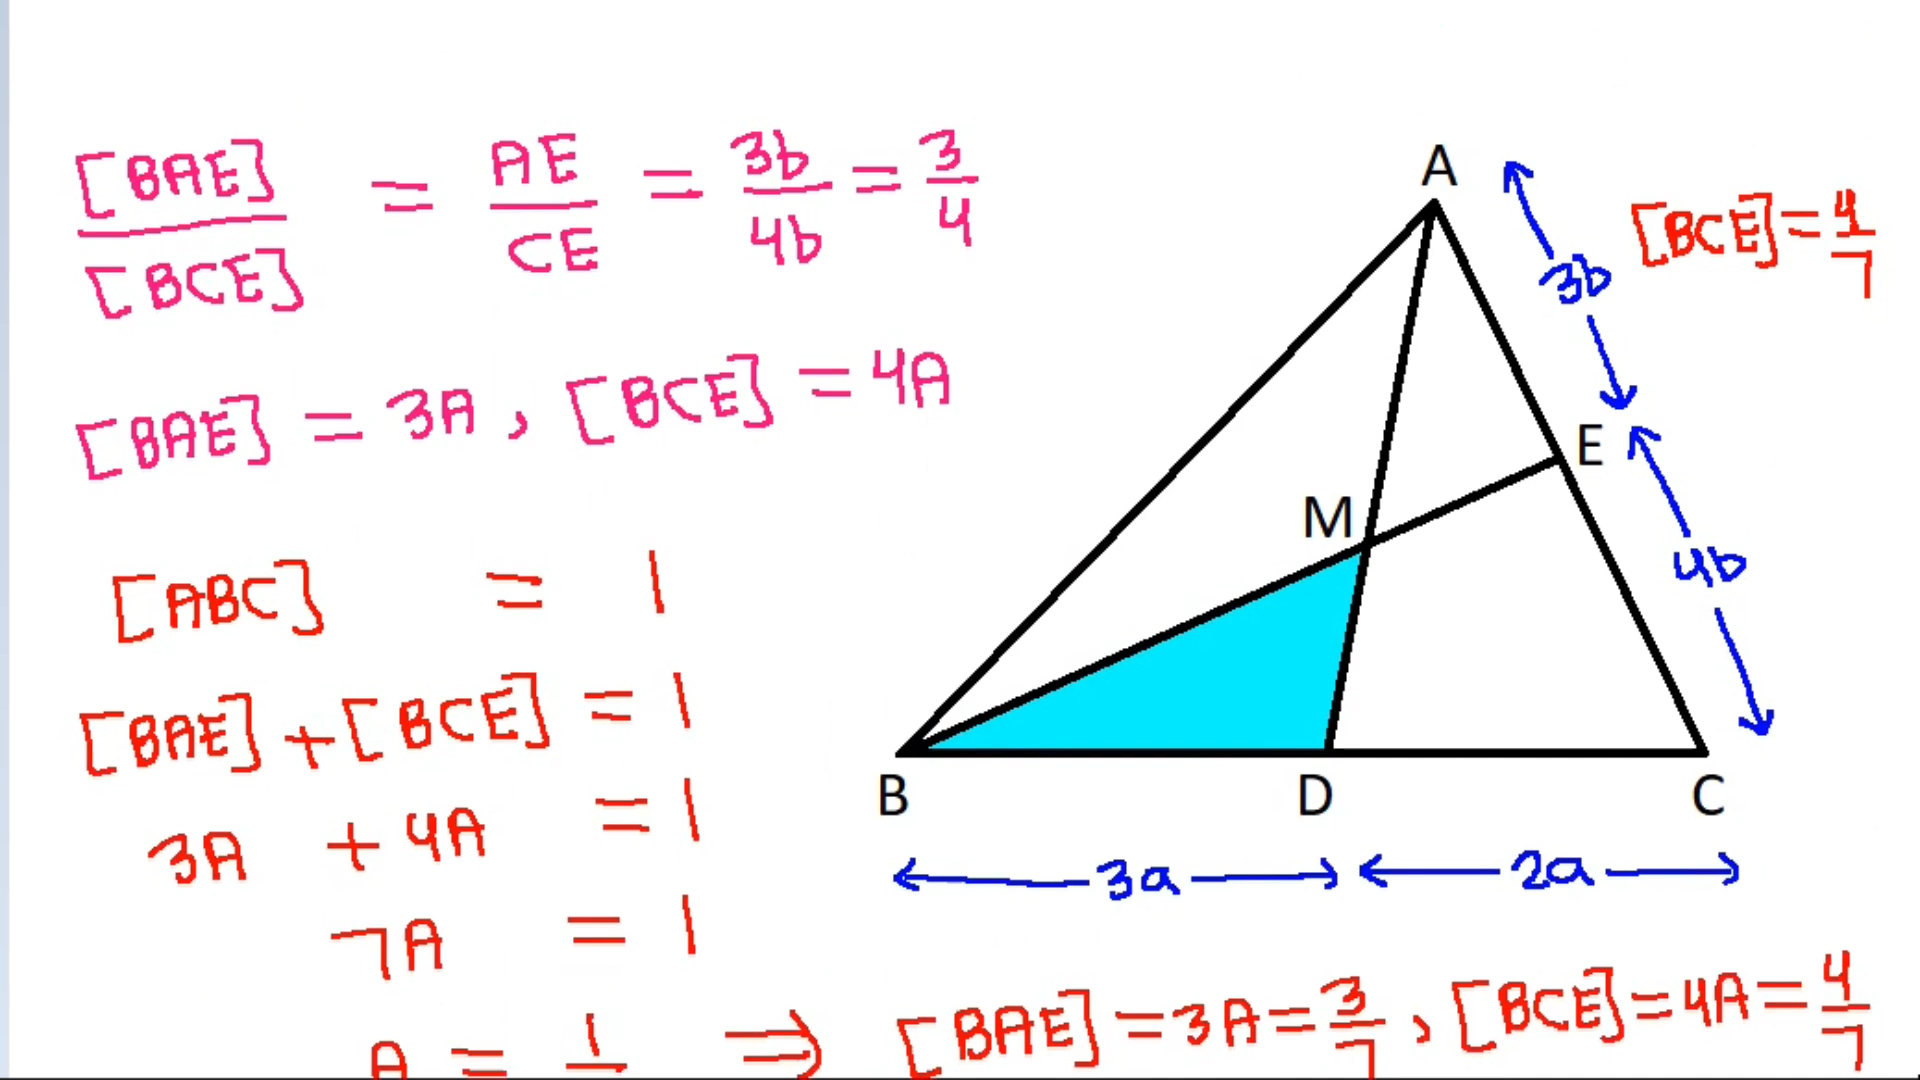 [BAE]/[BCE] = AE/CE = 3b/4b = 3/4
[BAE] = 3A, [BCE] = 4A
[ABC] = 1
[BAE] + [BCE] = 1
3A + 4A = 1
7A = 1
A = 1
⇒ [BAE] = 3A = 3/7, [BCE] = 4A = 4/7
A
[BCE] = 4/7
3b
E
M
4b
B
D
C
3a
2a